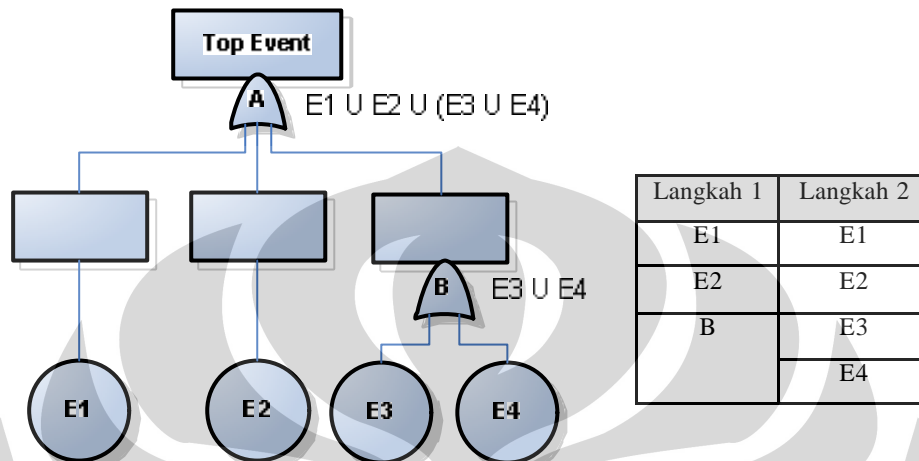 Top Event
A
E1 U E2 U (E3 U E4)
B
E3 U E4
E1
E2
E3
E4
Langkah 1 Langkah 2
E1 E1
E2 E2
B E3
E4